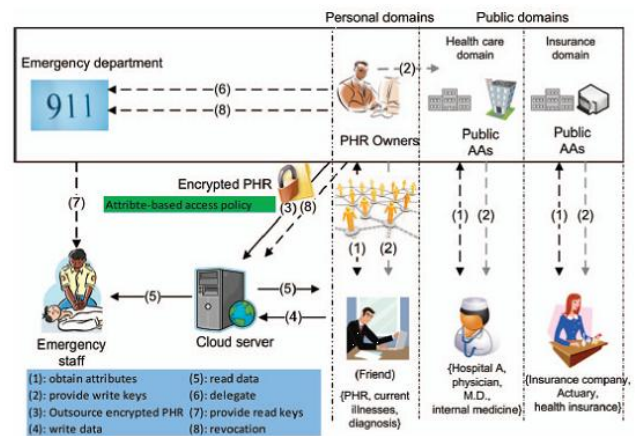 Personal domains
Public domains
Emergency department
911
(6)
(8)
(2)
PHR Owners
Health care
domain
Public
AAs
Insurance
domain
Public
AAs
Encrypted PHR
Attribte-based access policy
(3) (8)
(7)
(1)
(2)
(1)
(2)
(1)
(2)
(5)
(5)
(4)
Emergency
staff
Cloud server
(Friend)
{PHR, current
illnesses,
diagnosis}
{Hospital A,
physician,
M.D.,
internal medicine}
{Insurance company,
Actuary,
health insurance}
(1): obtain attributes
(2): provide write keys
(3): Outsource encrypted PHR
(4): write data
(5): read data
(6): delegate
(7): provide read keys
(8): revocation